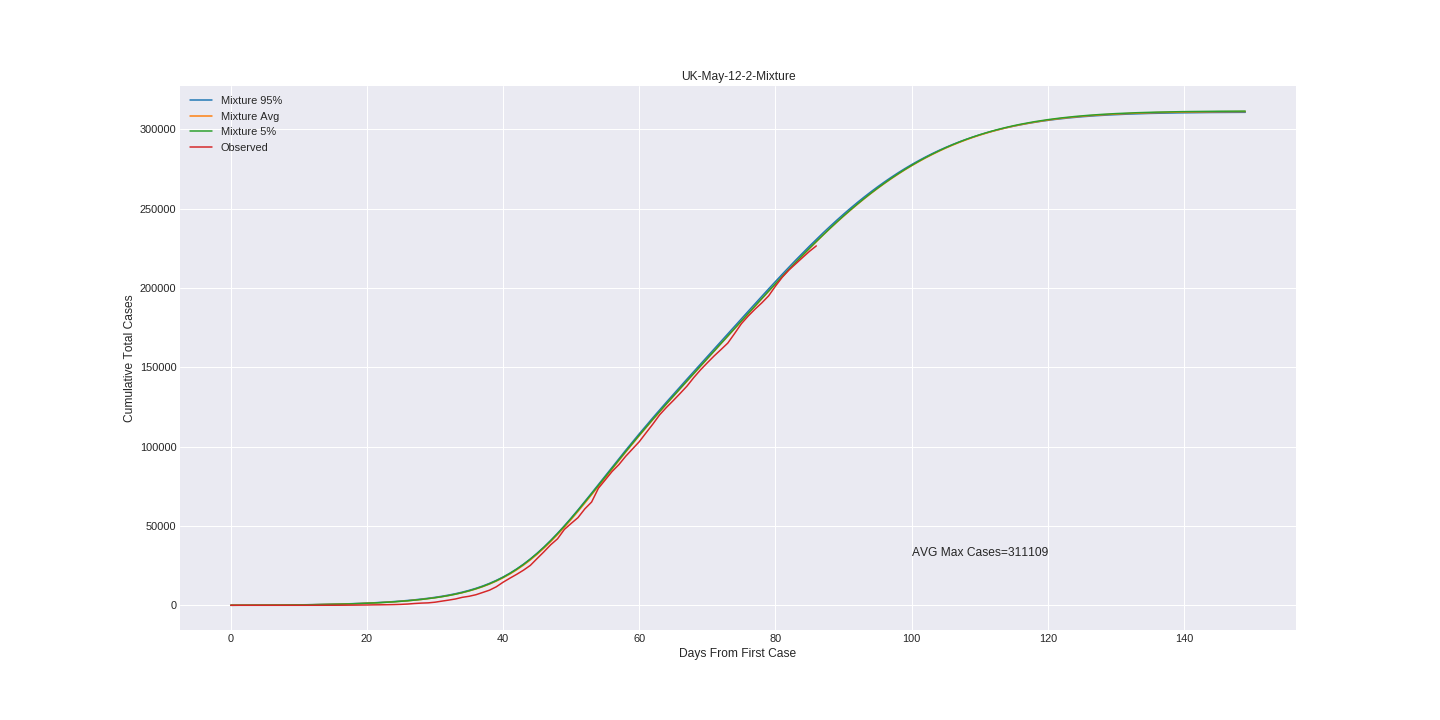 UK-May-12-2-Mixture
Mixture 95%
Mixture Avg
Mixture 5%
Observed
300000
250000
200000
150000
100000
50000
0
Cumulative Total Cases
AVG Max Cases=311109
0 20 40 60 80 100 120 140
Days From First Case